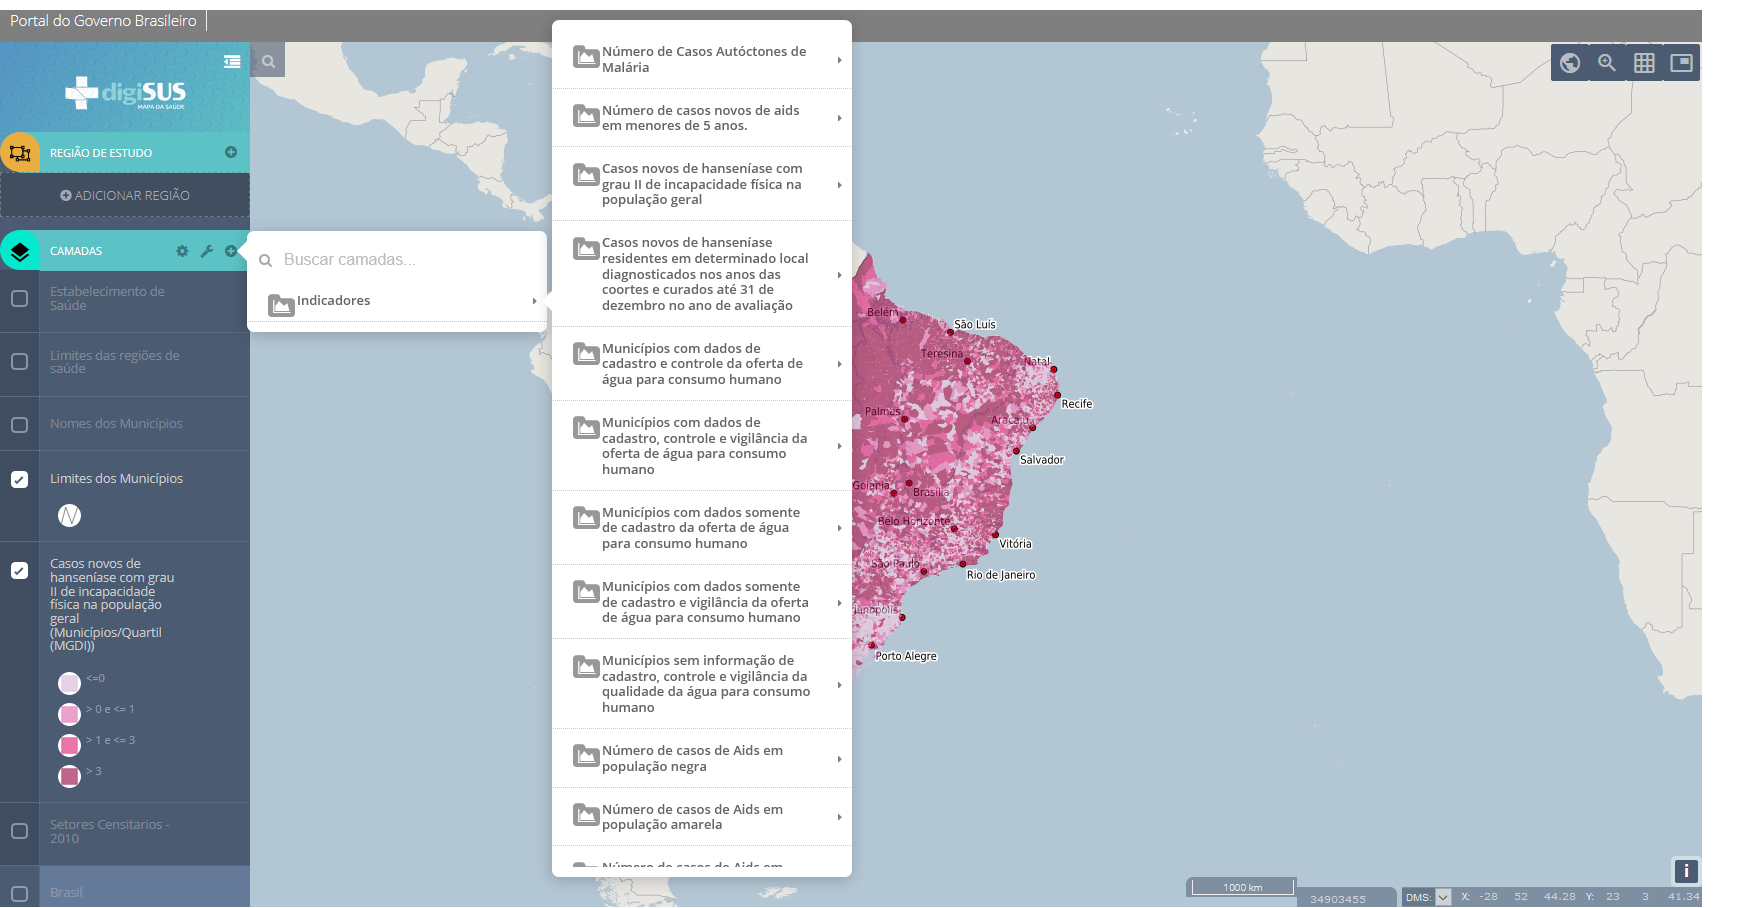 Portal do Governo Brasileiro
digiSUS
MAPA DA SAÚDE
REGIÃO DE ESTUDO
ADICIONAR REGIÃO
CAMADAS
Estabelecimento de
Saúde
Limites das regiões de
saúde
Nomes dos Municípios
Limites dos Municípios
Casos novos de
hanseníase com grau
II de incapacidade
física na população
geral
(Municípios/Quartil
(MGDI))
<=0
> 0 e <= 1
> 1 e <= 3
> 3
Setores Censitarios -
2010
Brasil
Buscar camadas...
Indicadores
Número de Casos Autóctones de
Malária
Número de casos novos de aids
em menores de 5 anos.
Casos novos de hanseníase com
grau II de incapacidade física na
população geral
Casos novos de hanseníase
residentes em determinado local
diagnosticados nos anos das
coortes e curados até 31 de
dezembro no ano de avaliação
Municípios com dados de
cadastro e controle da oferta de
água para consumo humano
Municípios com dados de
cadastro, controle e vigilância da
oferta de água para consumo
humano
Municípios com dados somente
de cadastro da oferta de água
para consumo humano
Municípios com dados somente
de cadastro e vigilância da oferta
de água para consumo humano
Municípios sem informação de
cadastro, controle e vigilância da
qualidade da água para consumo
humano
Número de casos de Aids em
população negra
Número de casos de Aids em
população amarela
Número de casos de Aids em
Belém
São Luís
Teresina
Natal
Recife
Palmas
Aracaju
Salvador
Goiânia
Brasília
Belo Horizonte
Vitória
São Paulo
Rio de Janeiro
ianópolis
Porto Alegre
1000 km
34903455
DMS:
X: -28 52 44.28 Y: 23 3 41.34
i